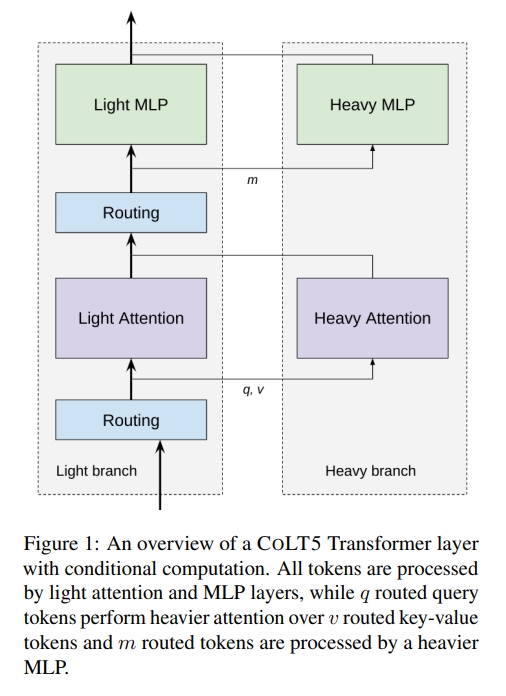 Light MLP
Heavy MLP
m
Routing
Light Attention
Heavy Attention
q, v
Routing
Light branch
Heavy branch
Figure 1: An overview of a COLT5 Transformer layer
with conditional computation. All tokens are processed
by light attention and MLP layers, while q routed query
tokens perform heavier attention over v routed key-value
tokens and m routed tokens are processed by a heavier
MLP.